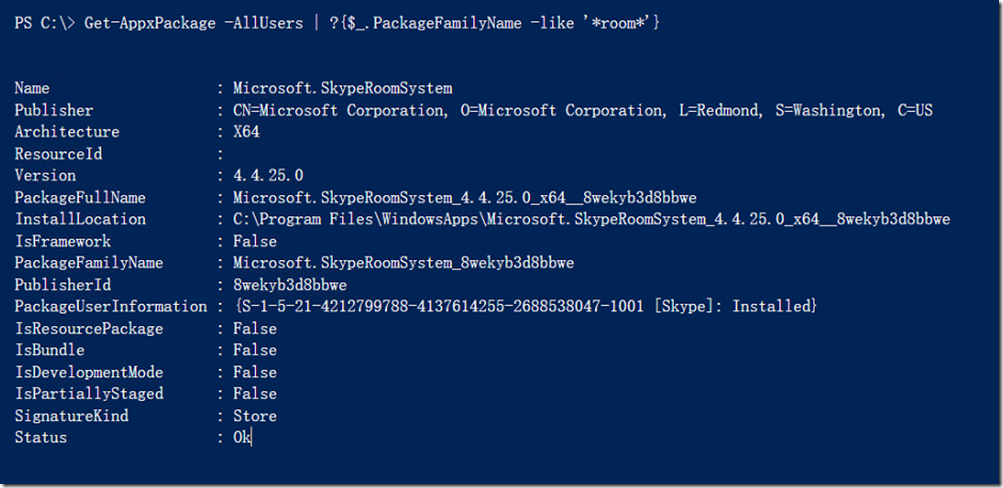 PS C:\> Get-AppxPackage -AllUsers | ?{$_.PackageFamilyName -like '*room*'}
Name : Microsoft.SkypeRoomSystem
Publisher : CN=Microsoft Corporation, O=Microsoft Corporation, L=Redmond, S=Washington, C=US
Architecture : X64
ResourceId :
Version : 4.4.25.0
PackageFullName : Microsoft.SkypeRoomSystem_4.4.25.0_x64__8wekyb3d8bbwe
InstallLocation : C:\Program Files\WindowsApps\Microsoft.SkypeRoomSystem_4.4.25.0_x64__8wekyb3d8bbwe
IsFramework : False
PackageFamilyName : Microsoft.SkypeRoomSystem_8wekyb3d8bbwe
PublisherId : 8wekyb3d8bbwe
PackageUserInformation : {S-1-5-21-4212799788-4137614255-2688538047-1001 [Skype]: Installed}
IsResourcePackage : False
IsBundle : False
IsDevelopmentMode : False
IsPartiallyStaged : False
SignatureKind : Store
Status : Ok